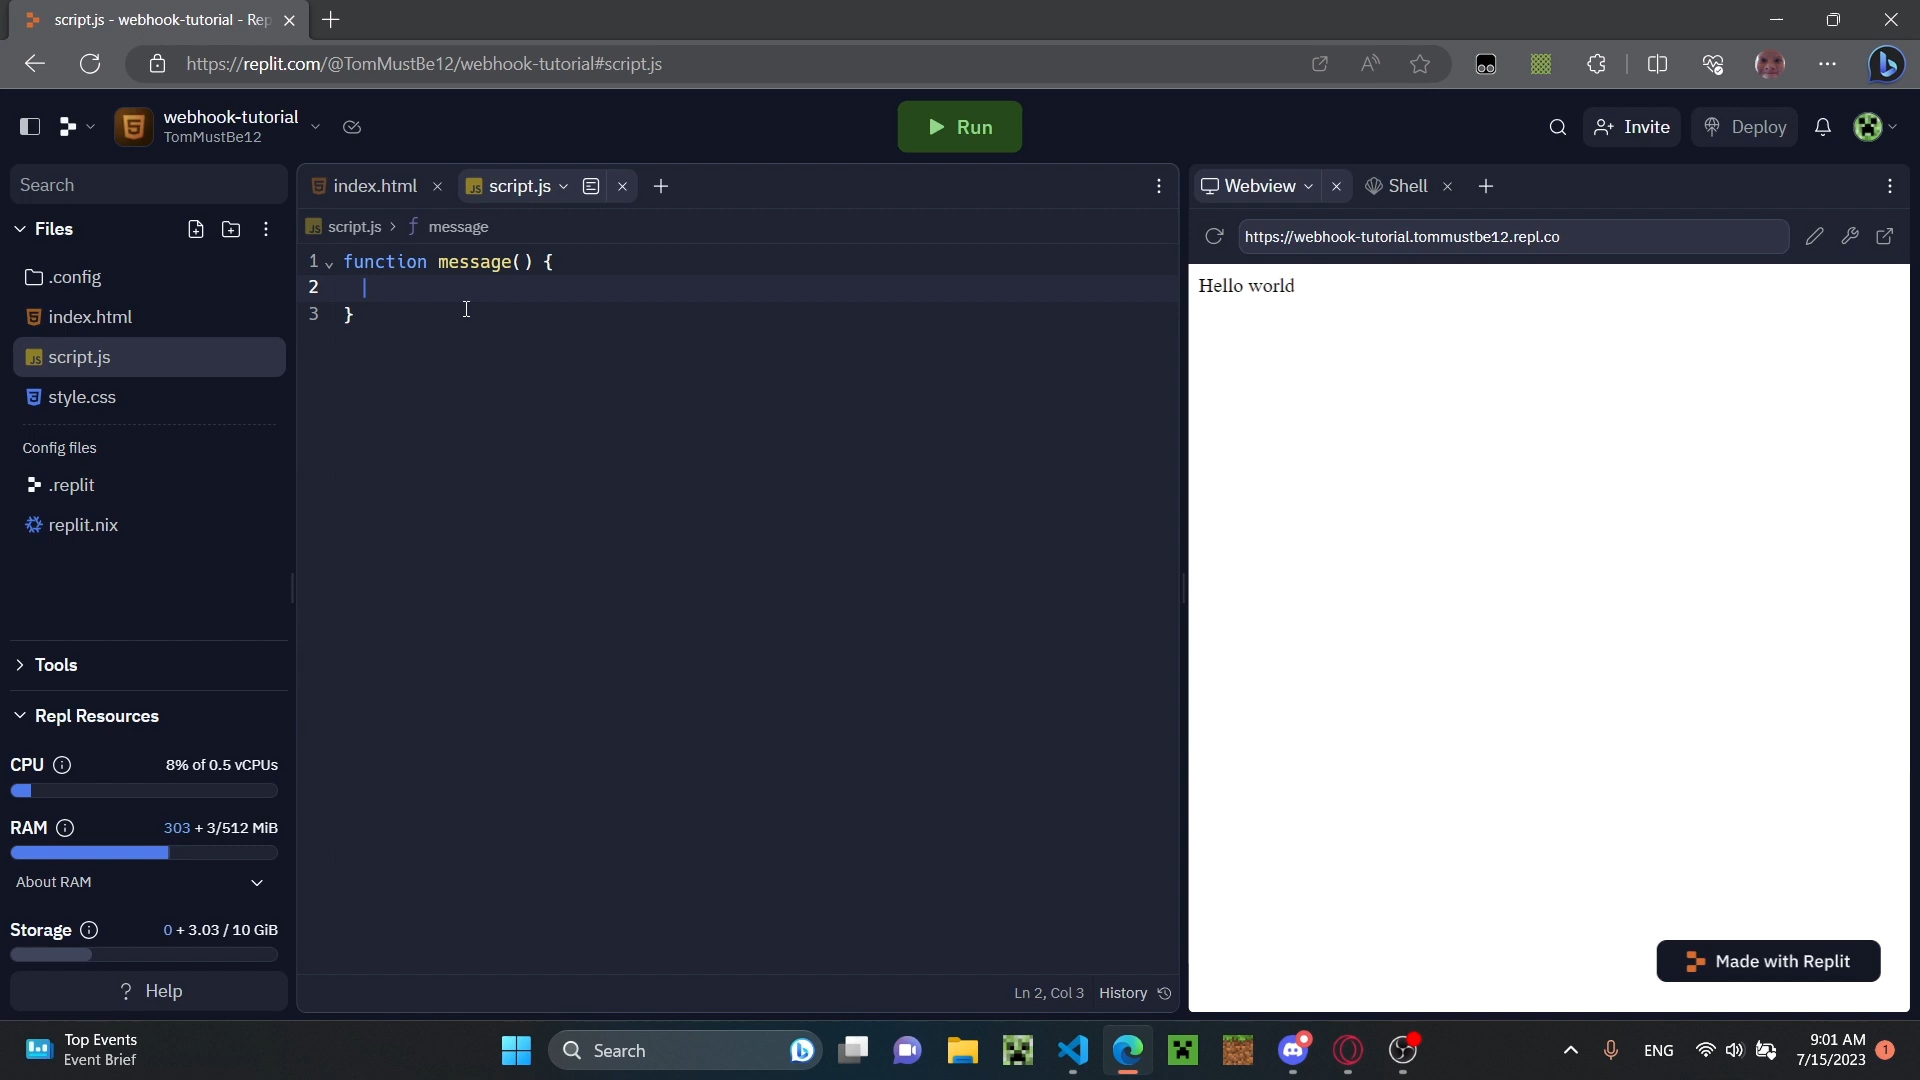 script.js - webhook-tutorial - Rep
https://replit.com/@TomMustBe12/webhook-tutorial#script.js
webhook-tutorial
TomMustBe12
Run
Invite
Deploy
Search
Files
.config
index.html
script.js
style.css
Config files
.replit
replit.nix
Tools
Repl Resources
CPU
8% of 0.5 vCPUs
RAM
303 + 3/512 MiB
About RAM
Storage
0 + 3.03 / 10 GiB
? Help
index.html
script.js
script.js > f message
1 function message() {
2
3 }
Ln 2, Col 3 History
Webview
Shell
https://webhook-tutorial.tommustbe12.repl.co
Hello world
Made with Replit
Top Events
Event Brief
Search
ENG
9:01 AM
7/15/2023
1